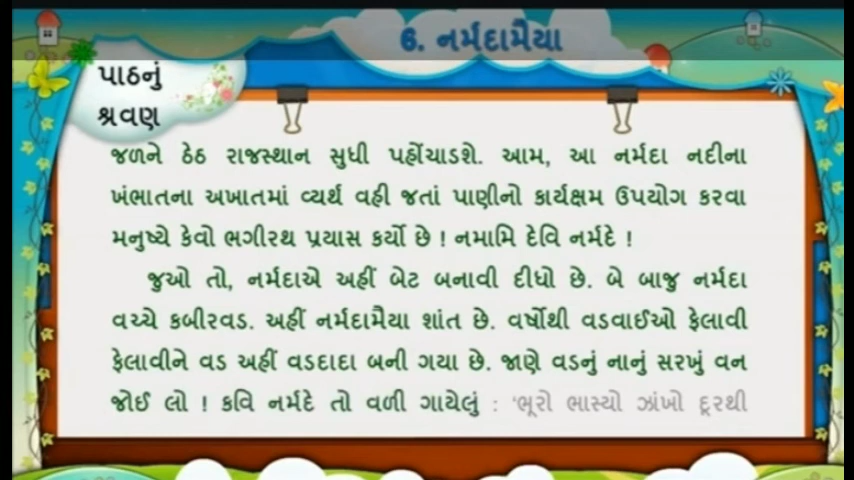 6. નર્મદામૈયા
પાઠનું
શ્રવણ
જળને ઠેઠ રાજસ્થાન સુધી પહોંચાડશે. આમ, આ નર્મદા નદીના
ખંભાતના અખાતમાં વ્યર્થ વહી જતાં પાણીનો કાર્યક્ષમ ઉપયોગ કરવા
મનુષ્યે કેવો ભગીરથ પ્રયાસ કર્યો છે ! નમામિ દેવિ નર્મદે !
જુઓ તો, નર્મદાએ અહીં બેટ બનાવી દીધો છે. બે બાજુ નર્મદા
વચ્ચે કબીરવડ. અહીં નર્મદામૈયા શાંત છે. વર્ષોથી વડવાઈઓ ફેલાવી
ફેલાવીને વડ અહીં વડદાદા બની ગયા છે. જાણે વડનું નાનું સરખું વન
જોઈ લો ! કવિ નર્મદે તો વળી ગાયેલું : ‘ભૂરો ભાસ્યો ઝાંખો દૂરથી